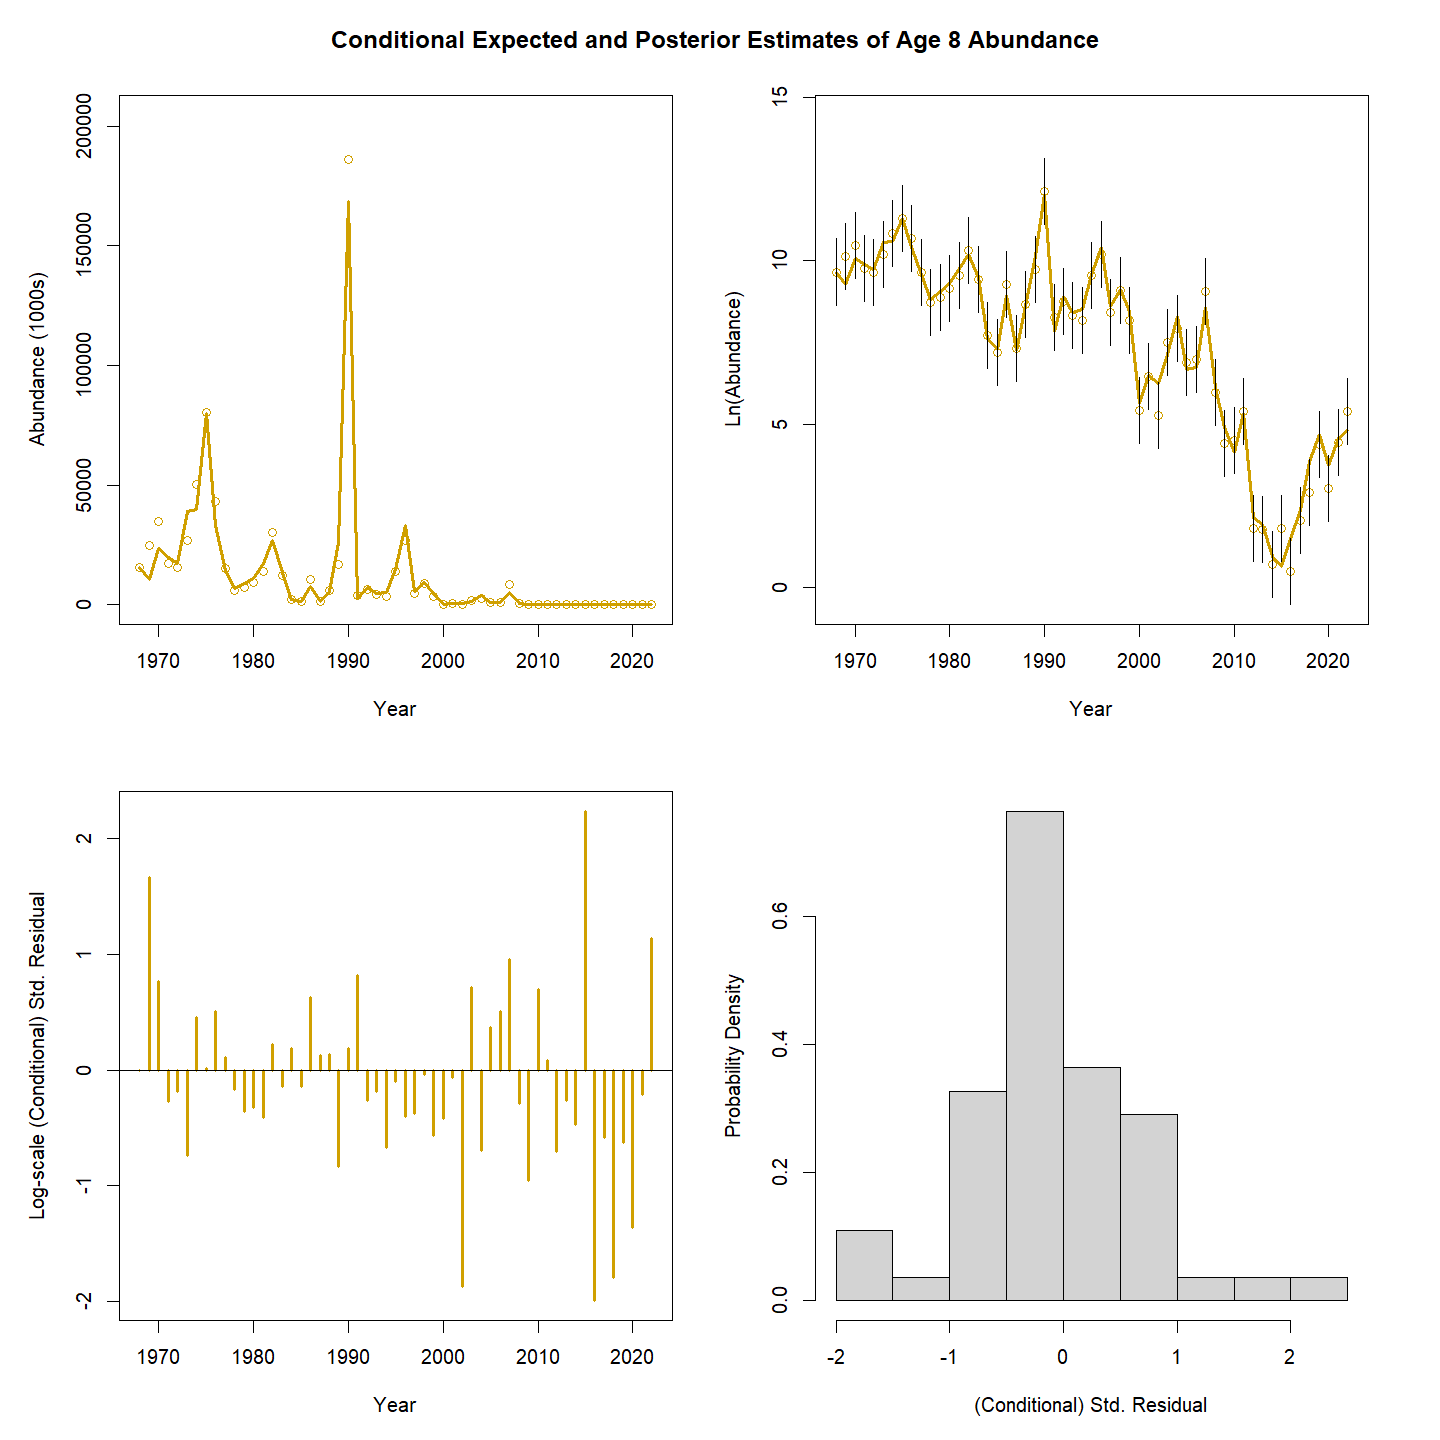 Conditional Expected and Posterior Estimates of Age 8 Abundance
Abundance (1000s)
0
50000
100000
150000
200000
1970 1980 1990 2000 2010 2020
Year
Ln(Abundance)
0
5
10
15
1970 1980 1990 2000 2010 2020
Year
Log-scale (Conditional) Std. Residual
-2
-1
0
1
2
1970 1980 1990 2000 2010 2020
Year
Probability Density
0.0
0.2
0.4
0.6
-2 -1 0 1 2
(Conditional) Std. Residual